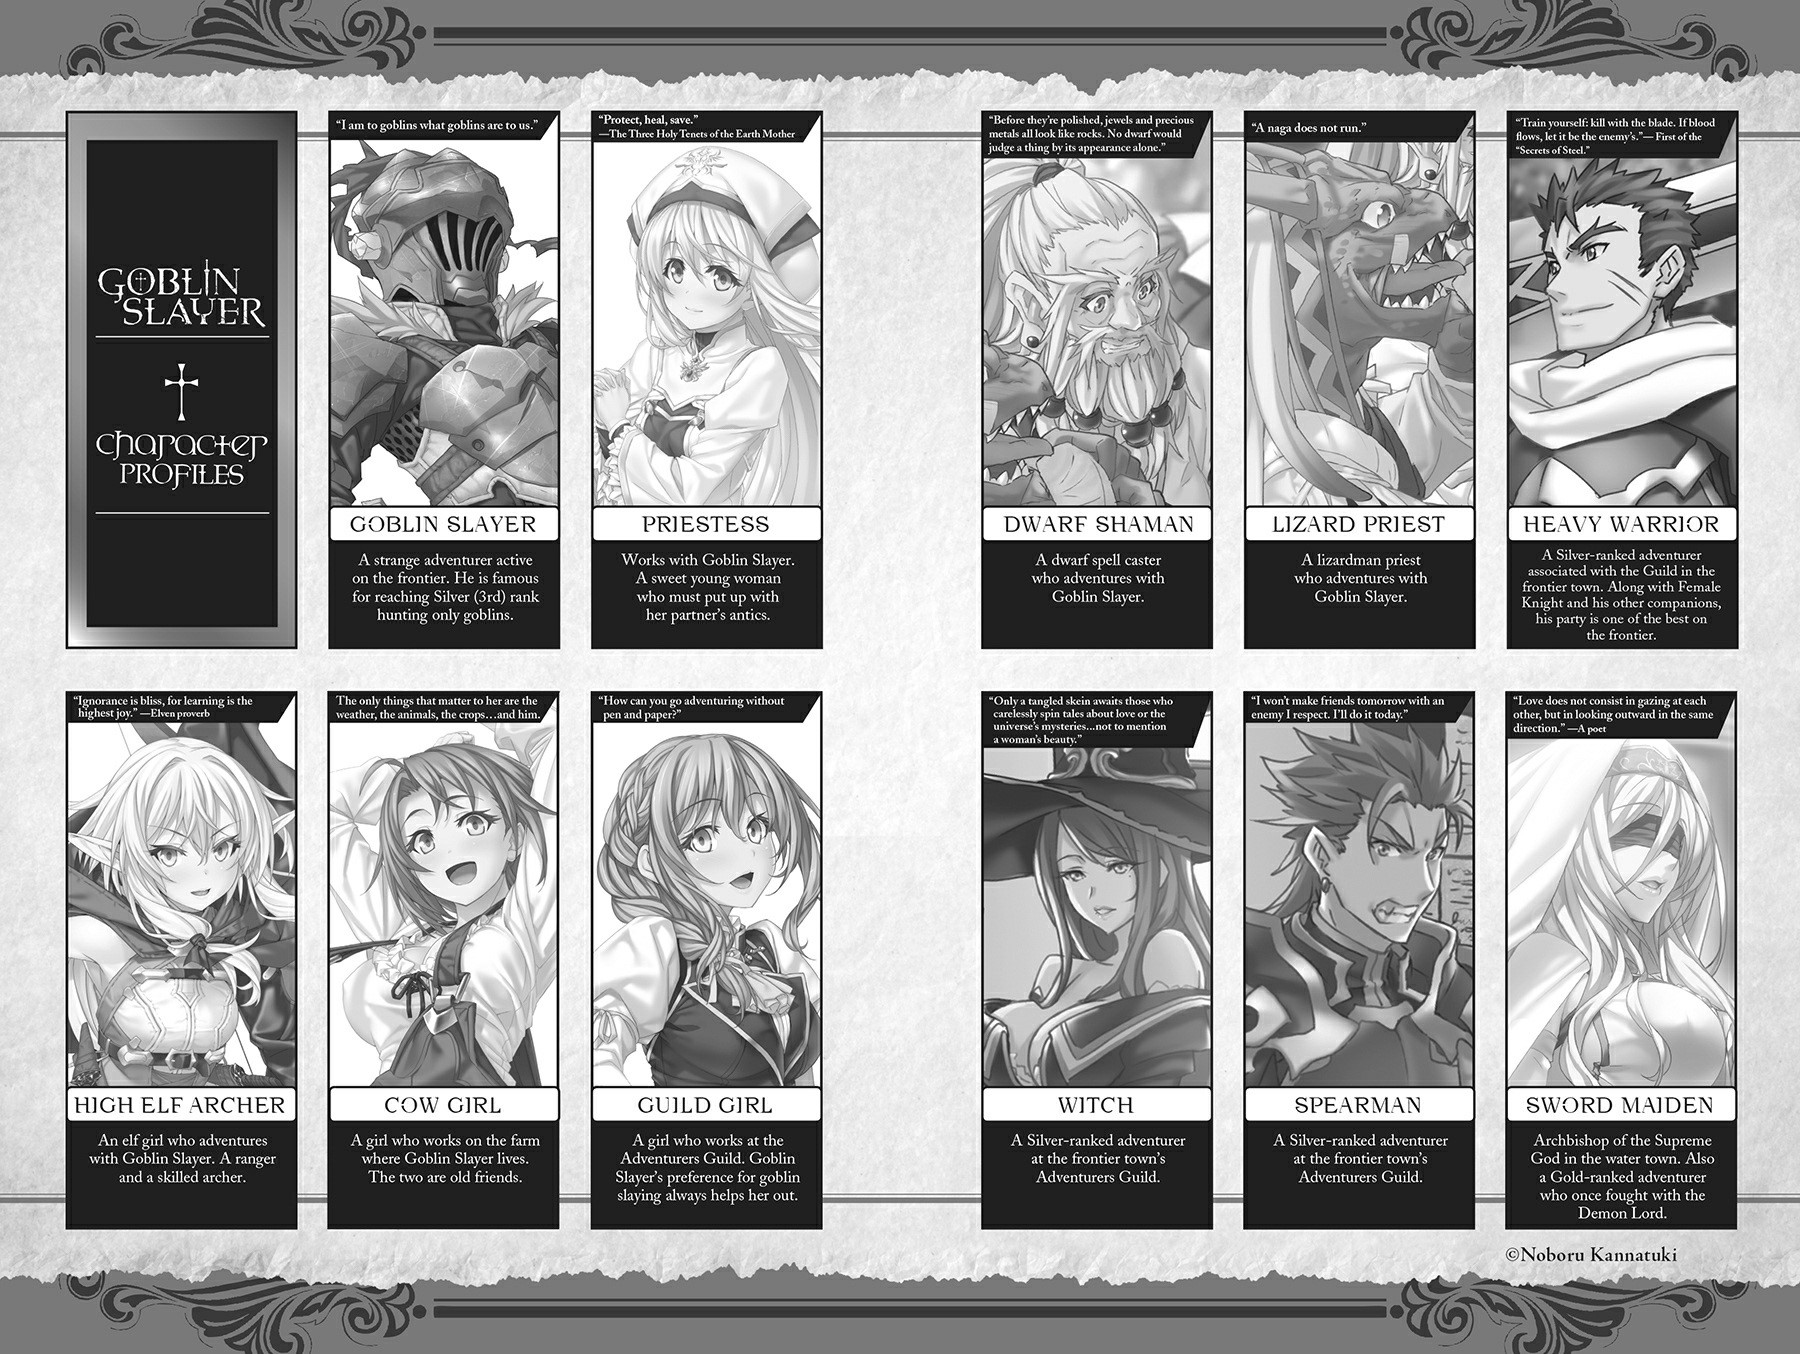 GOBLIN
SLAYER
Character
PROFILES
“I am to goblins what goblins are to us.”
GOBLIN SLAYER
A strange adventurer active
on the frontier. He is famous
for reaching Silver (3rd) rank
hunting only goblins.
“Protect, heal, save.”
—The Three Holy Tenets of the Earth Mother
PRIESTESS
Works with Goblin Slayer.
A sweet young woman
who must put up with
her partner’s antics.
“Before they’re polished, jewels and precious
metals all look like rocks. No dwarf would
judge a thing by its appearance alone.”
DWARF SHAMAN
A dwarf spell caster
who adventures with
Goblin Slayer.
“A naga does not run.”
LIZARD PRIEST
A lizardman priest
who adventures with
Goblin Slayer.
“Train yourself: kill with the blade. If blood
flows, let it be the enemy’s.”— First of the
“Secrets of Steel.”
HEAVY WARRIOR
A Silver-ranked adventurer
associated with the Guild in the
frontier town. Along with Female
Knight and his other companions,
his party is one of the best on
the frontier.
“Ignorance is bliss, for learning is the
highest joy.” —Elven proverb
HIGH ELF ARCHER
An elf girl who adventures
with Goblin Slayer. A ranger
and a skilled archer.
The only things that matter to her are the
weather, the animals, the crops…and him.
COW GIRL
A girl who works on the farm
where Goblin Slayer lives.
The two are old friends.
“How can you go adventuring without
pen and paper?”
GUILD GIRL
A girl who works at the
Adventurers Guild. Goblin
Slayer’s preference for goblin
slaying always helps her out.
“Only a tangled skein awaits those who
carelessly spin tales about love or the
universe’s mysteries...not to mention
a woman’s beauty.”
WITCH
A Silver-ranked adventurer
at the frontier town’s
Adventurers Guild.
“I won’t make friends tomorrow with an
enemy I respect. I’ll do it today.”
SPEARMAN
A Silver-ranked adventurer
at the frontier town’s
Adventurers Guild.
“Love does not consist in gazing at each
other, but in looking outward in the same
direction.” —A poet
SWORD MAIDEN
Archbishop of the Supreme
God in the water town. Also
a Gold-ranked adventurer
who once fought with the
Demon Lord.
©Noboru Kannatuki